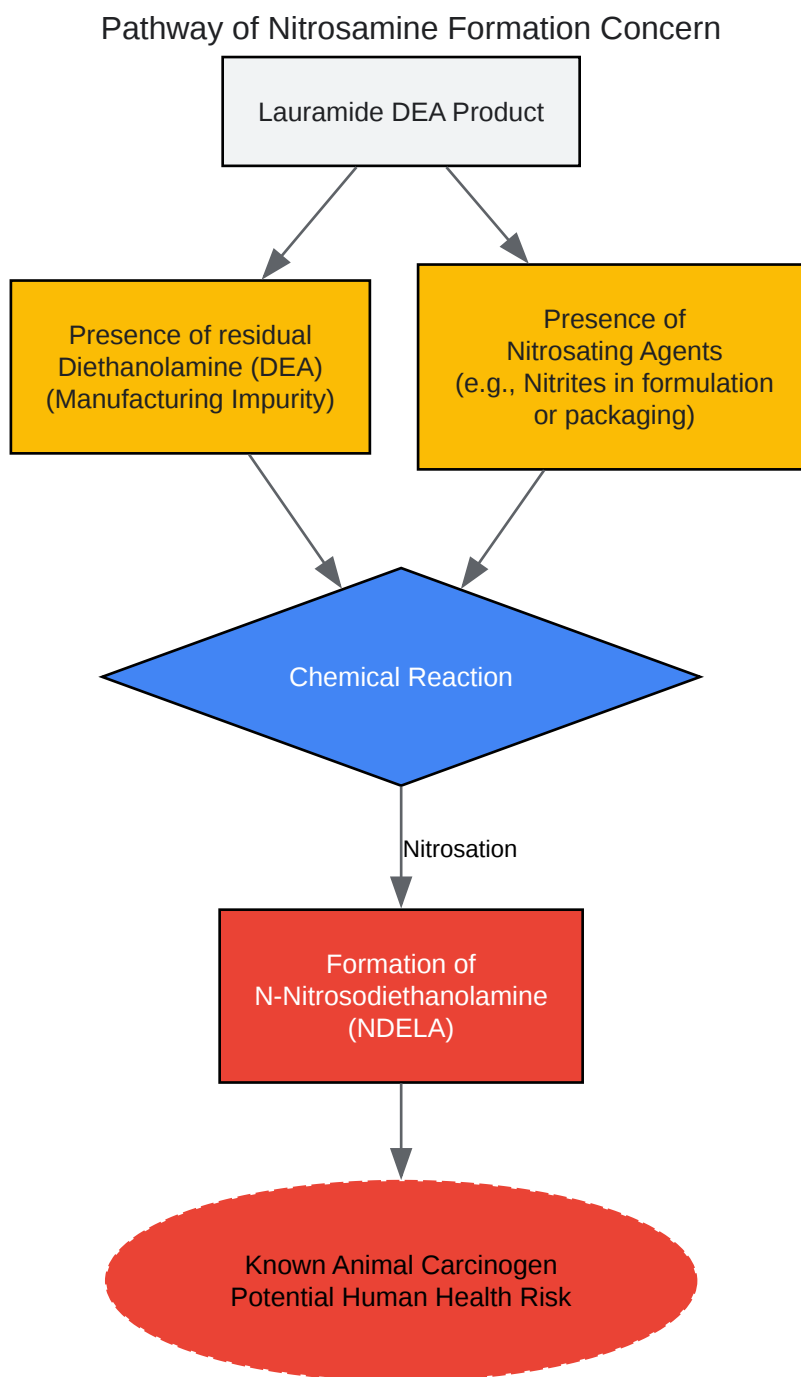 Pathway of Nitrosamine Formation Concern
Lauramide DEA Product
Presence of residual
Diethanolamine (DEA)
(Manufacturing Impurity)
Presence of
Nitrosating Agents
(e.g., Nitrites in formulation
or packaging)
Chemical Reaction
Nitrosation
Formation of
N-Nitrosodiethanolamine
(NDELA)
Known Animal Carcinogen
Potential Human Health Risk